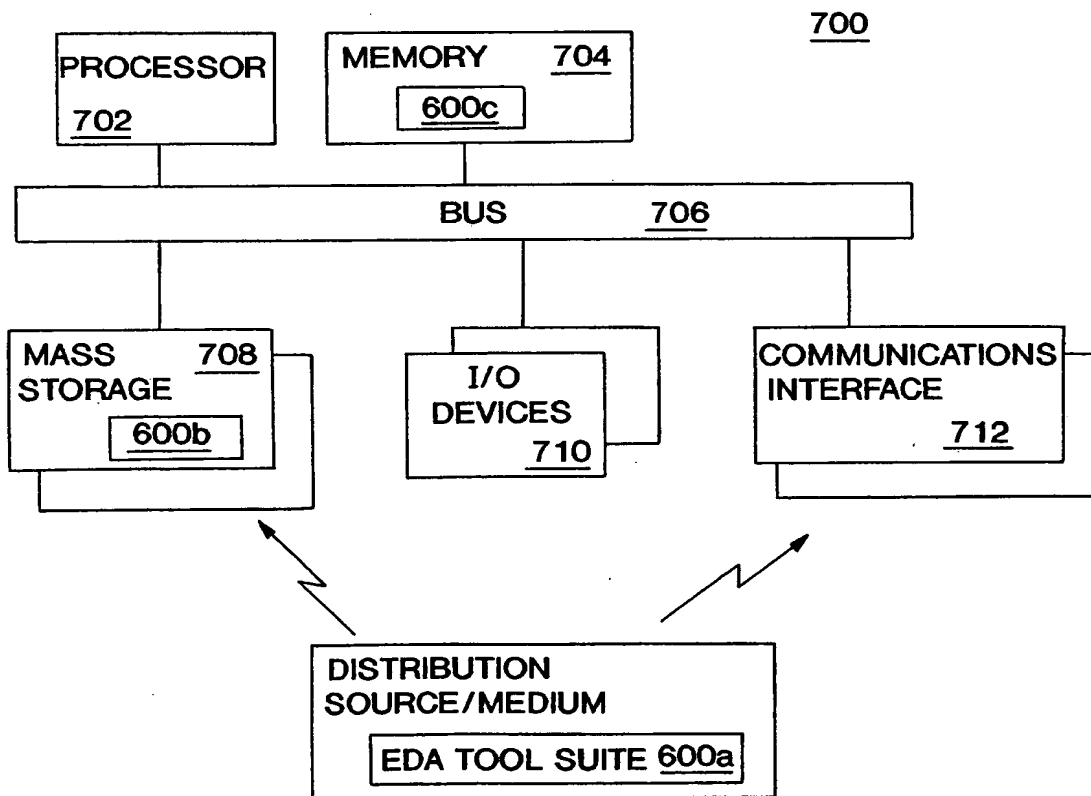 700
PROCESSOR
702
MEMORY 704
600c
BUS 706
MASS 708
STORAGE
600b
I/O
DEVICES
710
COMMUNICATIONS
INTERFACE
712
DISTRIBUTION
SOURCE/MEDIUM
EDA TOOL SUITE 600a